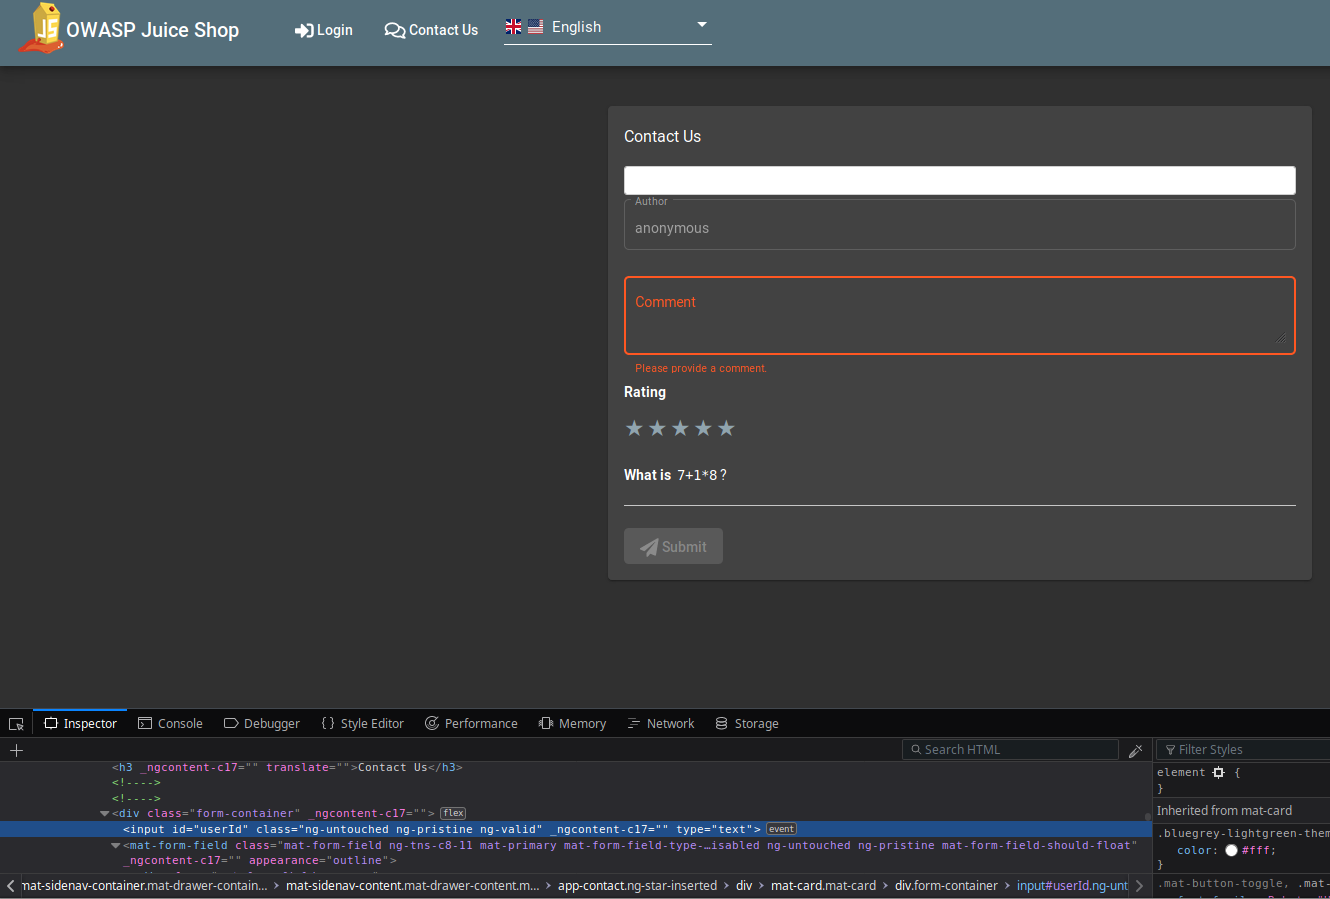 OWASP Juice Shop
Login
Contact Us
English
Contact Us
Author
anonymous
Comment
Please provide a comment.
Rating
What is 7+1*8?
Submit
Inspector
Console
Debugger
{} Style Editor
Performance
Memory
Network
Storage
Search HTML
Filter Styles
<h3 _ngcontent-c17="" translate="">Contact Us</h3>
<!---->
<!---->
<div class="form-container" _ngcontent-c17=""> flex
<input id="userId" class="ng-untouched ng-pristine ng-valid" _ngcontent-c17="" type="text"> event
<mat-form-field class="mat-form-field ng-tns-c8-11 mat-primary mat-form-field-type-…isabled ng-untouched ng-pristine mat-form-field-should-float"
_ngcontent-c17="" appearance="outline">
element {
}
Inherited from mat-card
.bluegrey-lightgreen-them
color: #fff;
}
.mat-button-toggle, .mat-
mat-sidenav-container.mat-drawer-contain… > mat-sidenav-content.mat-drawer-content.m… > app-contact.ng-star-inserted > div > mat-card.mat-card > div.form-container > input#userId.ng-unt